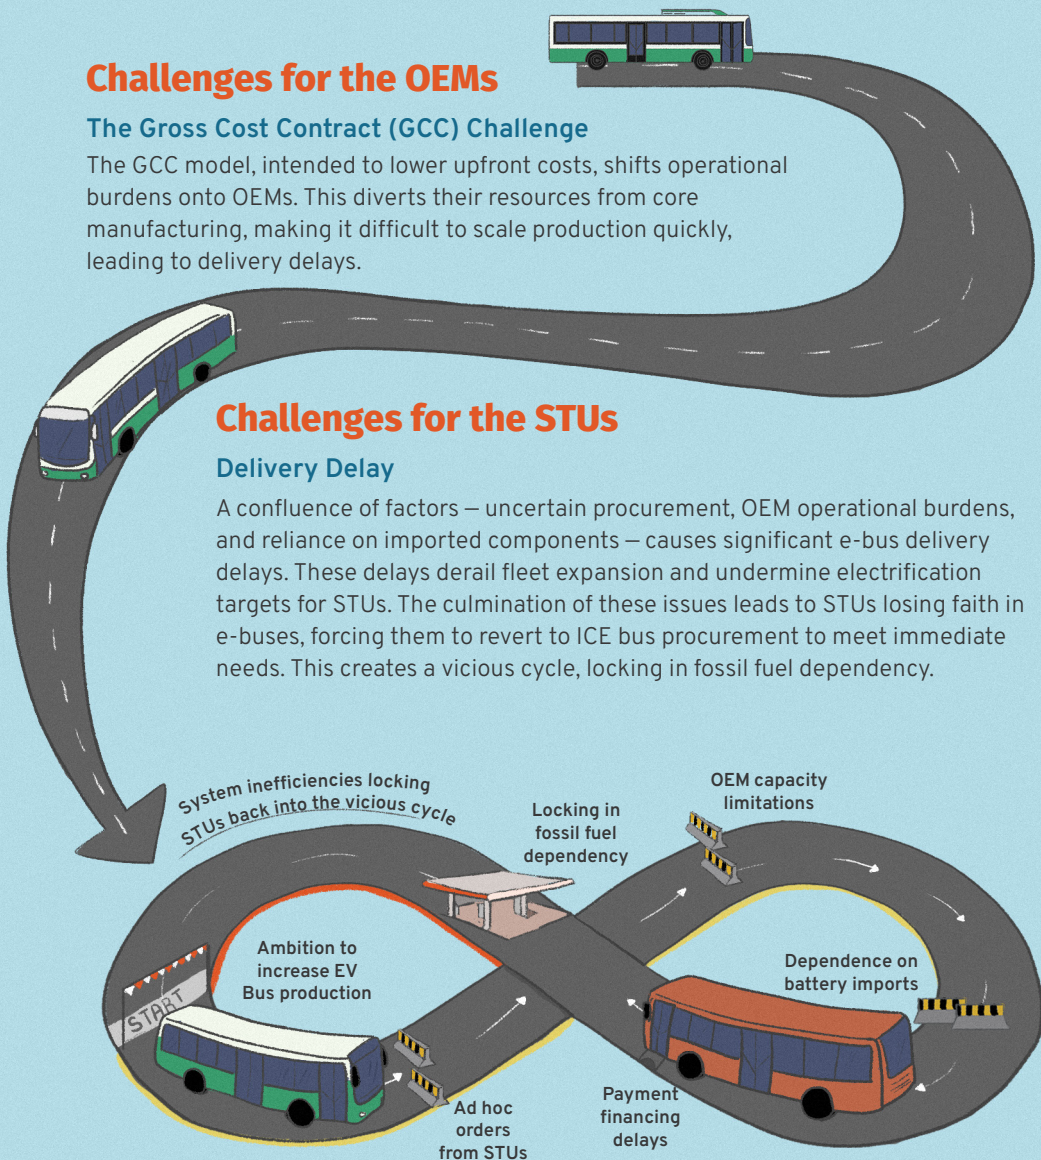 Challenges for the OEMs
The Gross Cost Contract (GCC) Challenge
The GCC model, intended to lower upfront costs, shifts operational
burdens onto OEMs. This diverts their resources from core
manufacturing, making it difficult to scale production quickly,
leading to delivery delays.
Challenges for the STUs
Delivery Delay
A confluence of factors — uncertain procurement, OEM operational burdens,
and reliance on imported components — causes significant e-bus delivery
delays. These delays derail fleet expansion and undermine electrification
targets for STUs. The culmination of these issues leads to STUs losing faith in
e-buses, forcing them to revert to ICE bus procurement to meet immediate
needs. This creates a vicious cycle, locking in fossil fuel dependency.
System inefficiencies locking
STUs back into the vicious cycle
Locking in
fossil fuel
dependency
OEM capacity
limitations
Ambition to
increase EV
Bus production
Dependence on
battery imports
START
Ad hoc
orders
from STUs
Payment
financing
delays